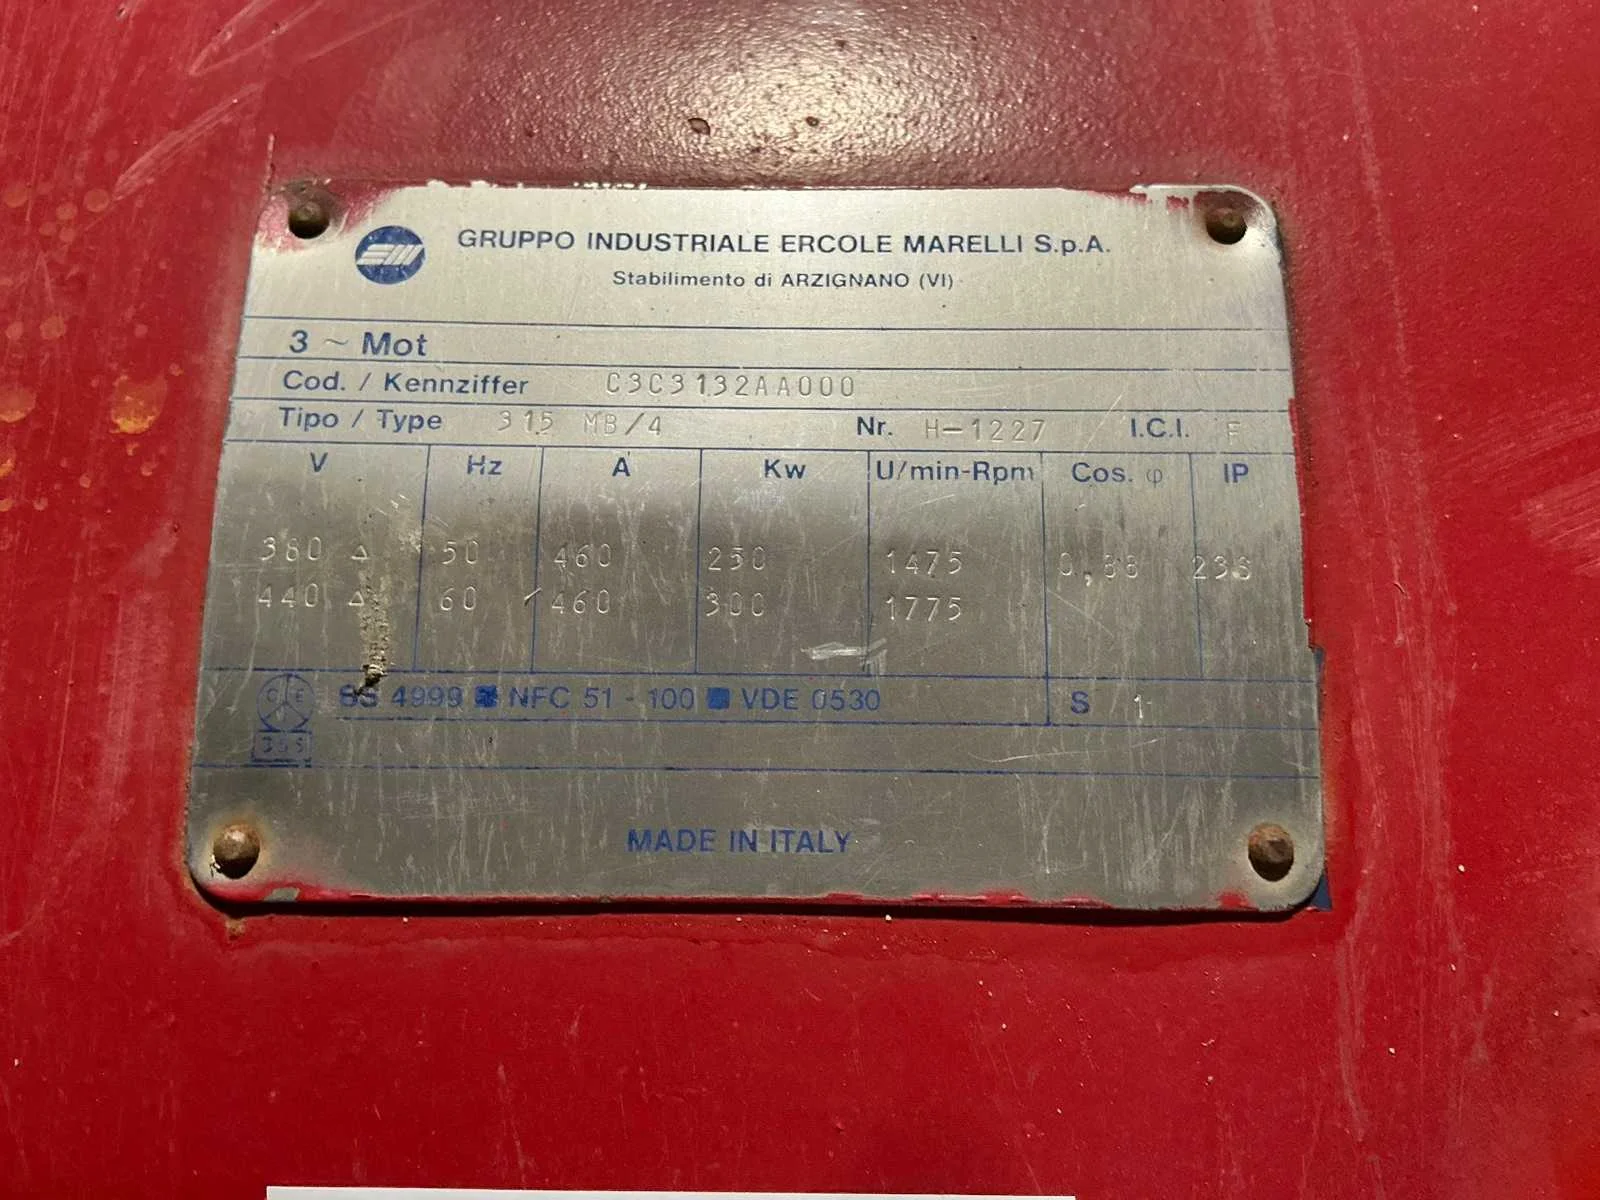 GRUPPO INDUSTRIALE ERCOLE MARELLI S.p.A.
Stabilimento di ARZIGNANO (VI)
3 ~ Mot
Cod. / Kennziffer C3C3132AA000
Tipo / Type 315 MB/4 Nr. H-1227 I.C.I. F
V Hz A Kw U/min-Rpm Cos. φ IP
380 Δ 50 460 250 1475 0,88 23S
440 Δ 60 460 300 1775
BS 4999 ■ NFC 51 - 100 ■ VDE 0530 S 1
MADE IN ITALY